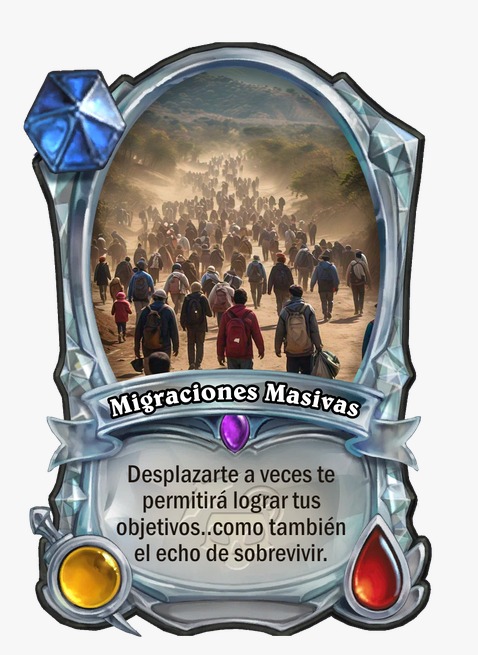 Migraciones Masivas
Desplazarte a veces te
permitirá lograr tus
objetivos..como también
el echo de sobrevivir.